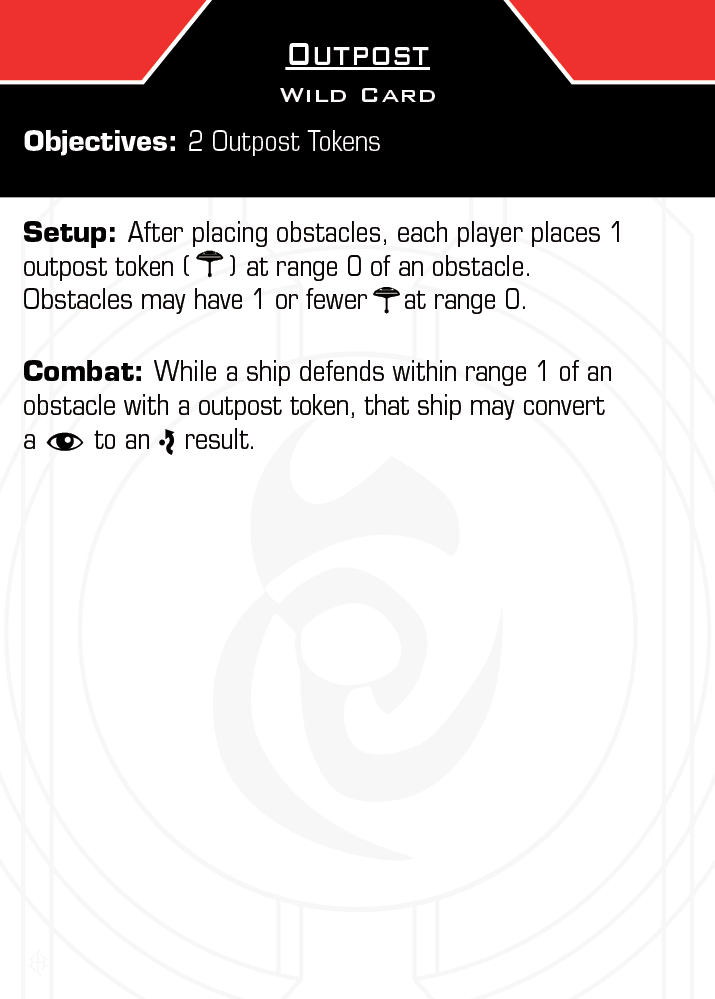 Outpost
Wild Card
Objectives: 2 Outpost Tokens
Setup: After placing obstacles, each player places 1
outpost token ( ) at range 0 of an obstacle.
Obstacles may have 1 or fewer at range 0.
Combat: While a ship defends within range 1 of an
obstacle with a outpost token, that ship may convert
a to an result.